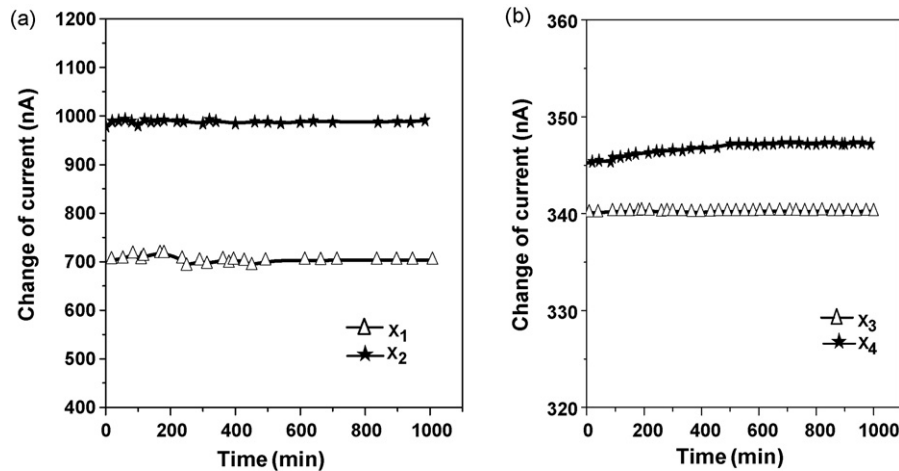 (a)
1200
1100
1000
900
800
700
600
500
400
0 200 400 600 800 1000
Time (min)
Change of current (nA)
X1
X2
(b)
360
350
340
330
320
0 200 400 600 800 1000
Time (min)
Change of current (nA)
X3
X4